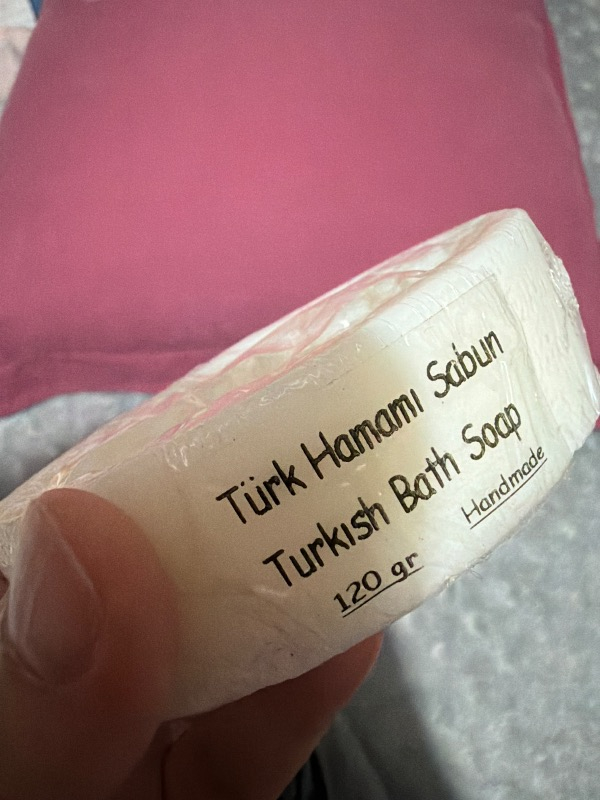 Türk Hamamı Sabun
Turkısh Bath Soap
120 gr Handmade